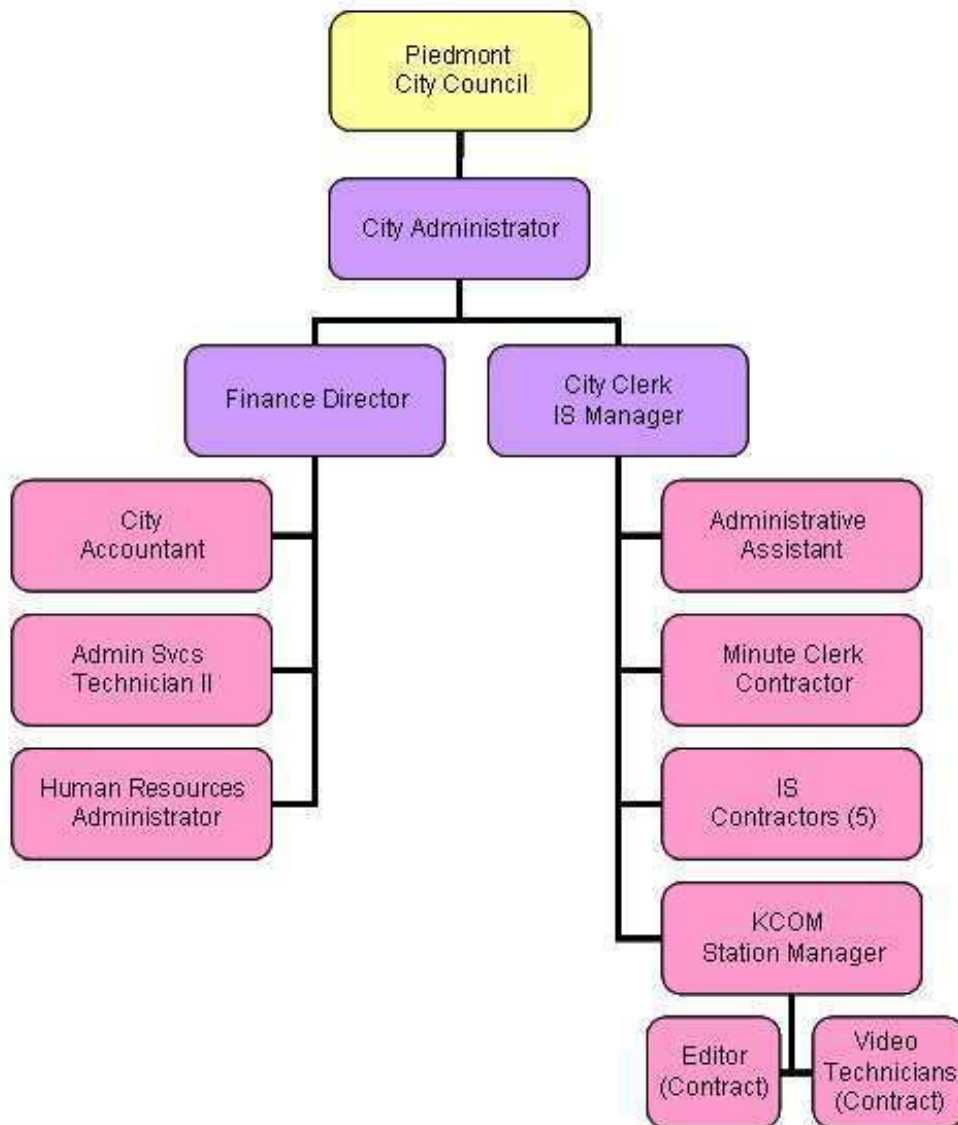 Piedmont
City Council
City Administrator
Finance Director
City Clerk
IS Manager
City
Accountant
Admin Svcs
Technician II
Human Resources
Administrator
Administrative
Assistant
Minute Clerk
Contractor
IS
Contractors (5)
KCOM
Station Manager
Editor
(Contract)
Video
Technicians
(Contract)